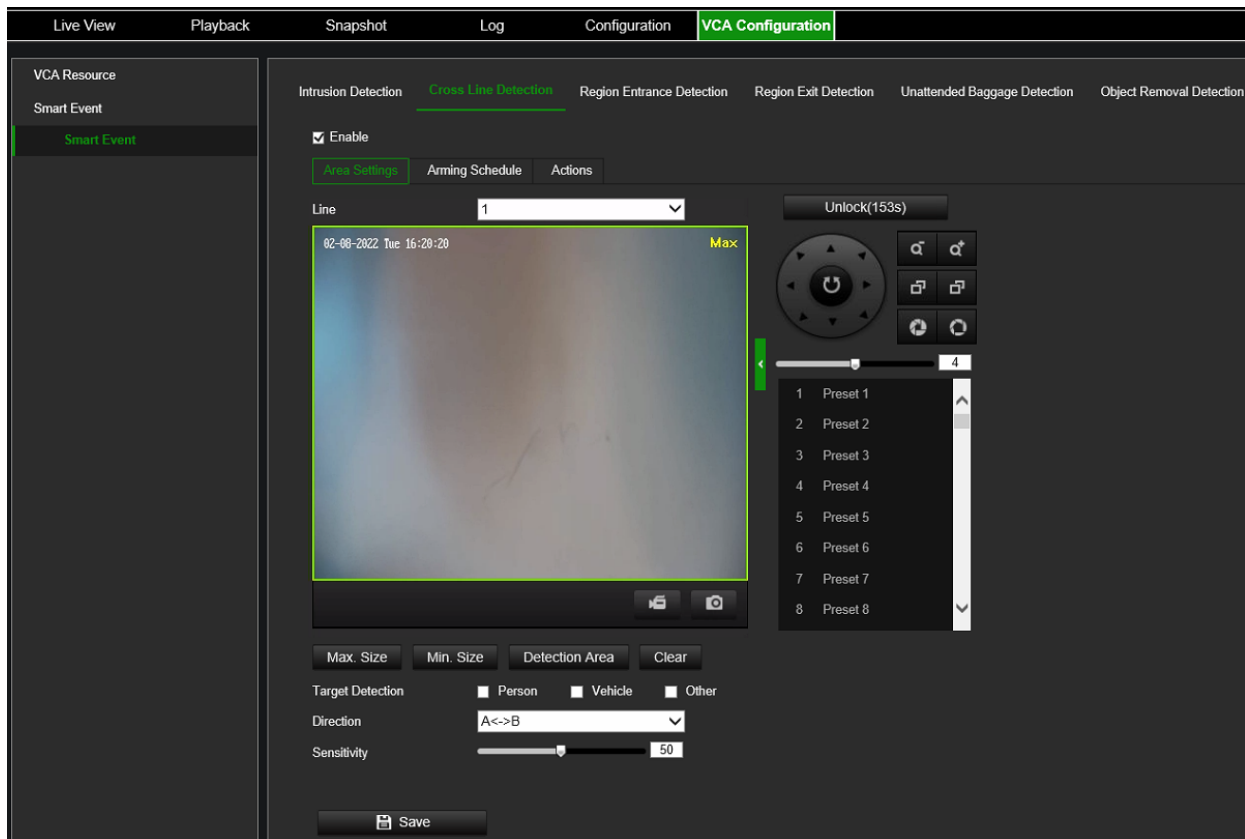 Live View Playback Snapshot Log Configuration VCA Configuration
VCA Resource
Smart Event
Smart Event
Intrusion Detection Cross Line Detection Region Entrance Detection Region Exit Detection Unattended Baggage Detection Object Removal Detection
Enable
Area Settings Arming Schedule Actions
Line 1
Unlock(153s)
02-08-2022 Tue 16:20:20 Max
4
1 Preset 1
2 Preset 2
3 Preset 3
4 Preset 4
5 Preset 5
6 Preset 6
7 Preset 7
8 Preset 8
Max. Size Min. Size Detection Area Clear
Target Detection Person Vehicle Other
Direction A<->B
Sensitivity 50
Save